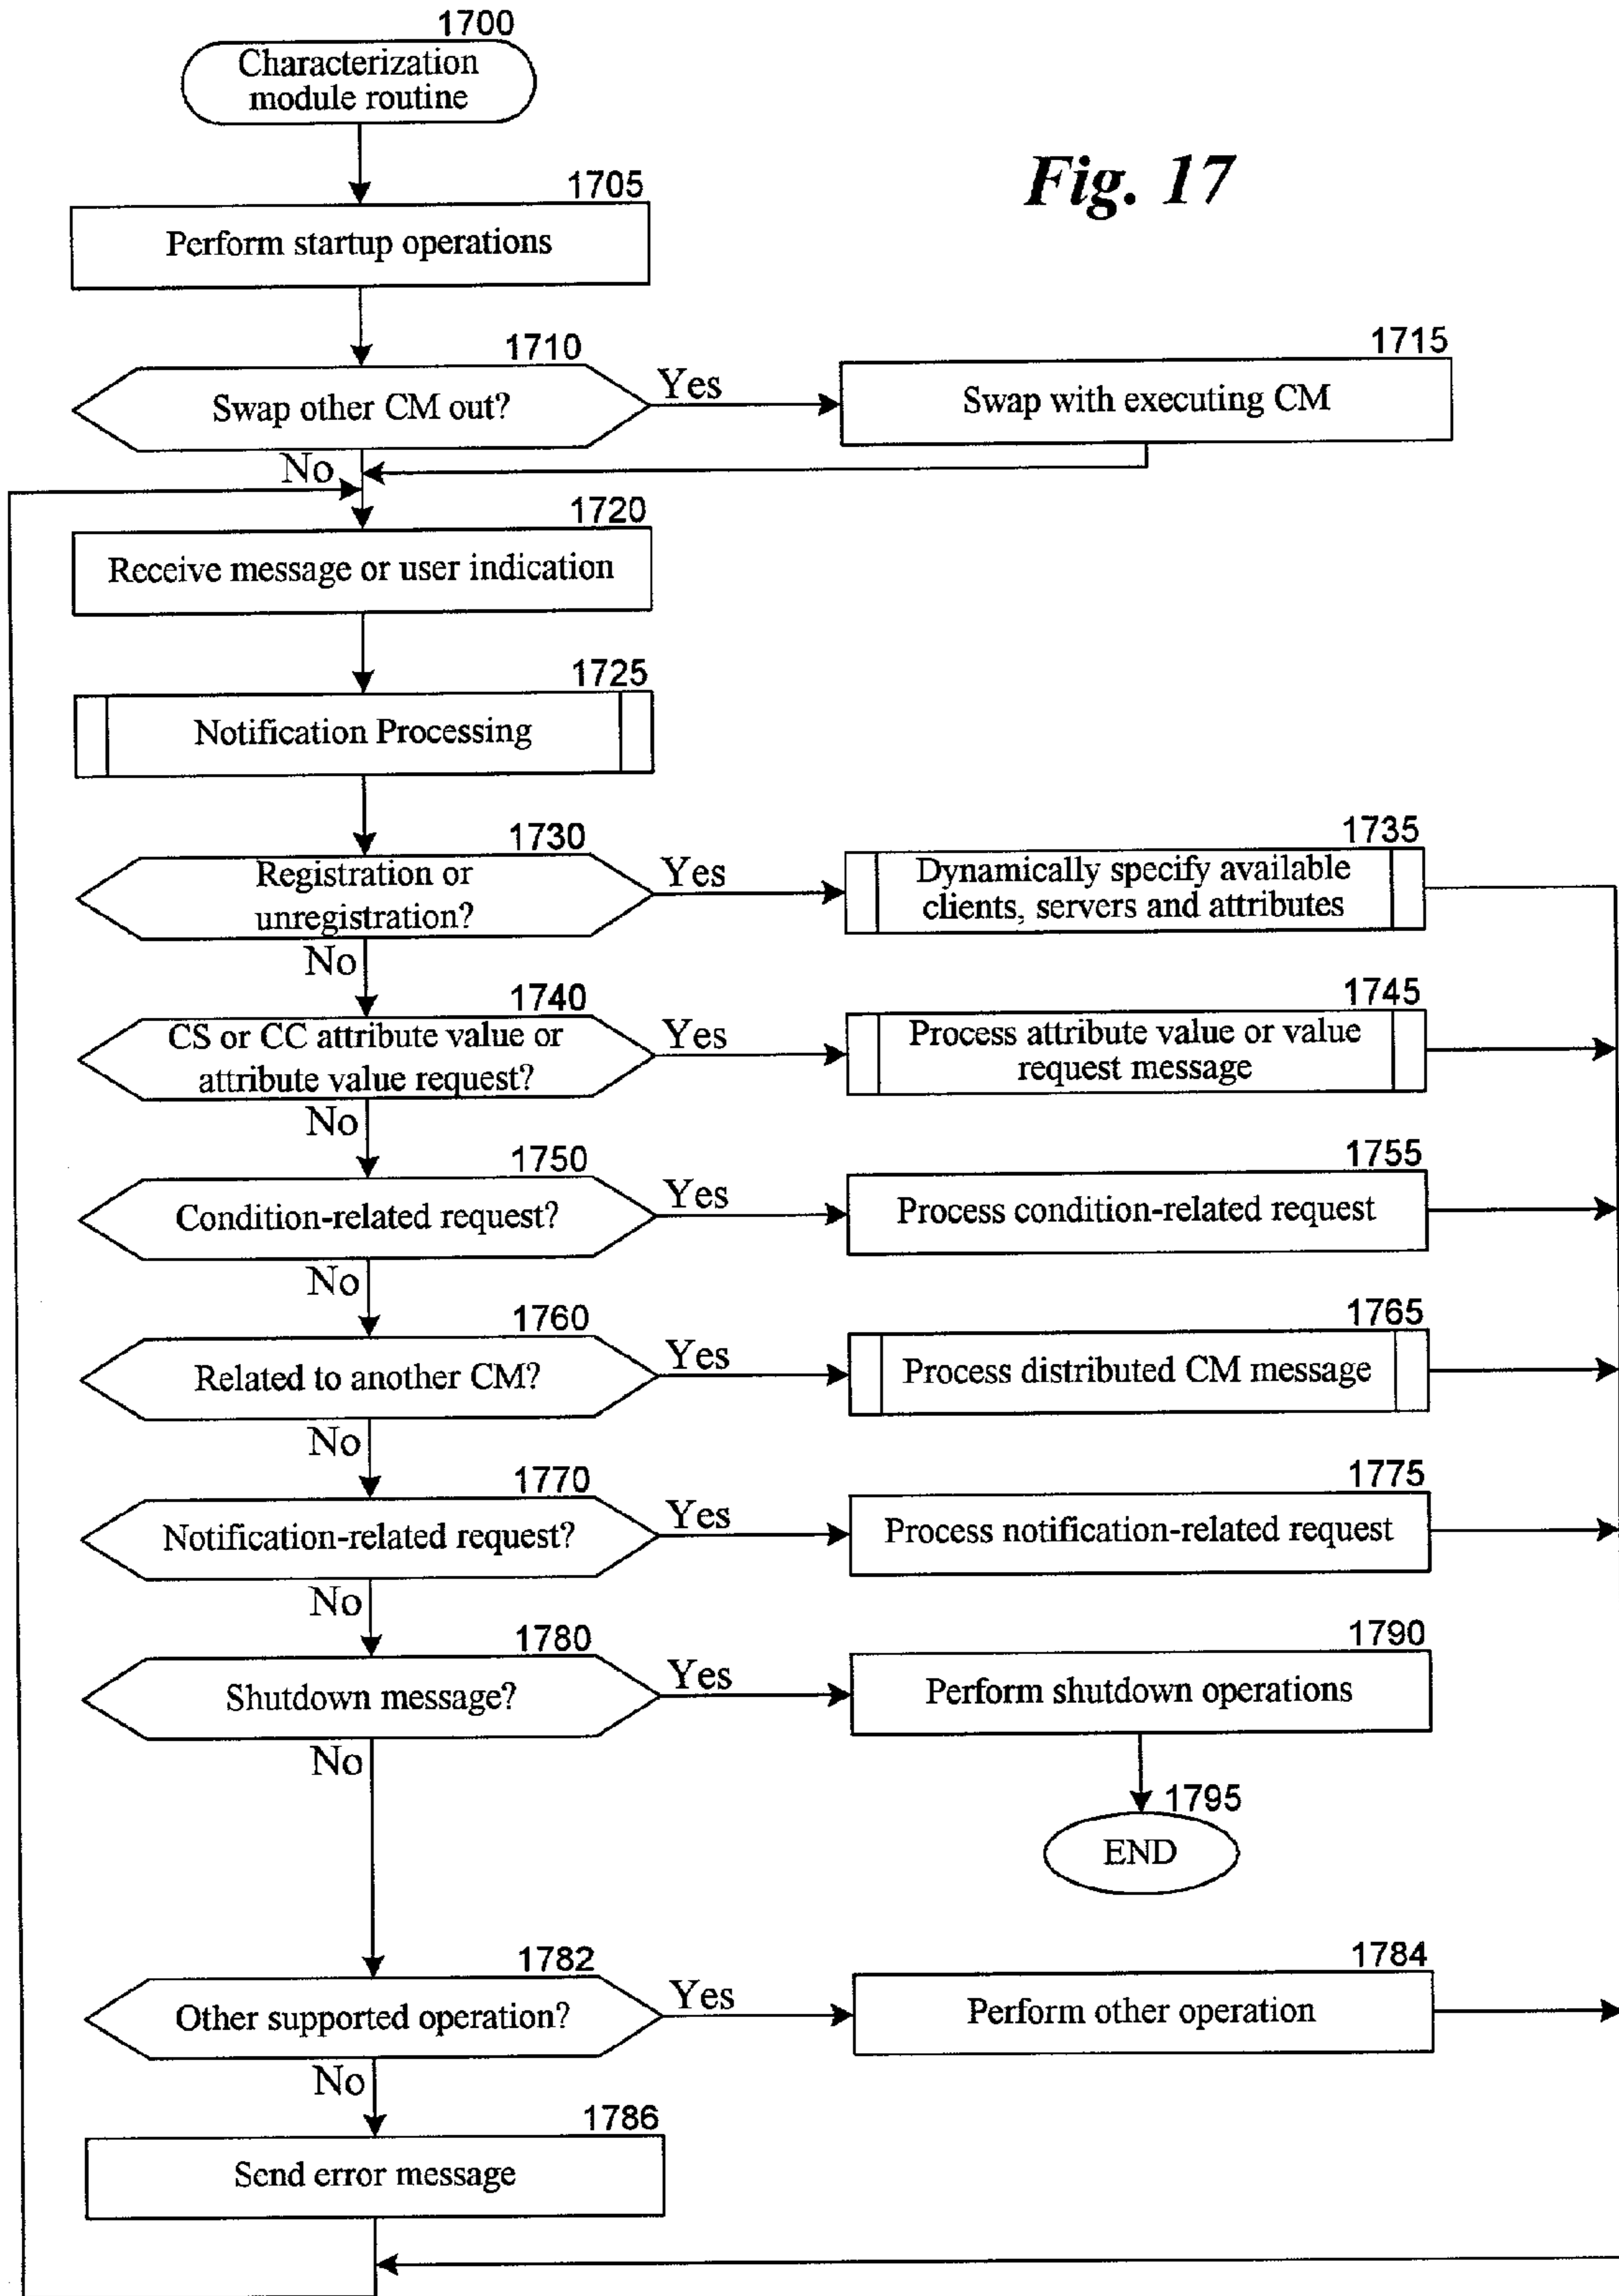 1700
Characterization
module routine
Fig. 17
1705
Perform startup operations
1710
Swap other CM out?
Yes
1715
Swap with executing CM
No
1720
Receive message or user indication
1725
Notification Processing
1730
Registration or
unregistration?
Yes
1735
Dynamically specify available
clients, servers and attributes
No
1740
CS or CC attribute value or
attribute value request?
Yes
1745
Process attribute value or value
request message
No
1750
Condition-related request?
Yes
1755
Process condition-related request
No
1760
Related to another CM?
Yes
1765
Process distributed CM message
No
1770
Notification-related request?
Yes
1775
Process notification-related request
No
1780
Shutdown message?
Yes
1790
Perform shutdown operations
No
1795
END
1782
Other supported operation?
Yes
1784
Perform other operation
No
1786
Send error message